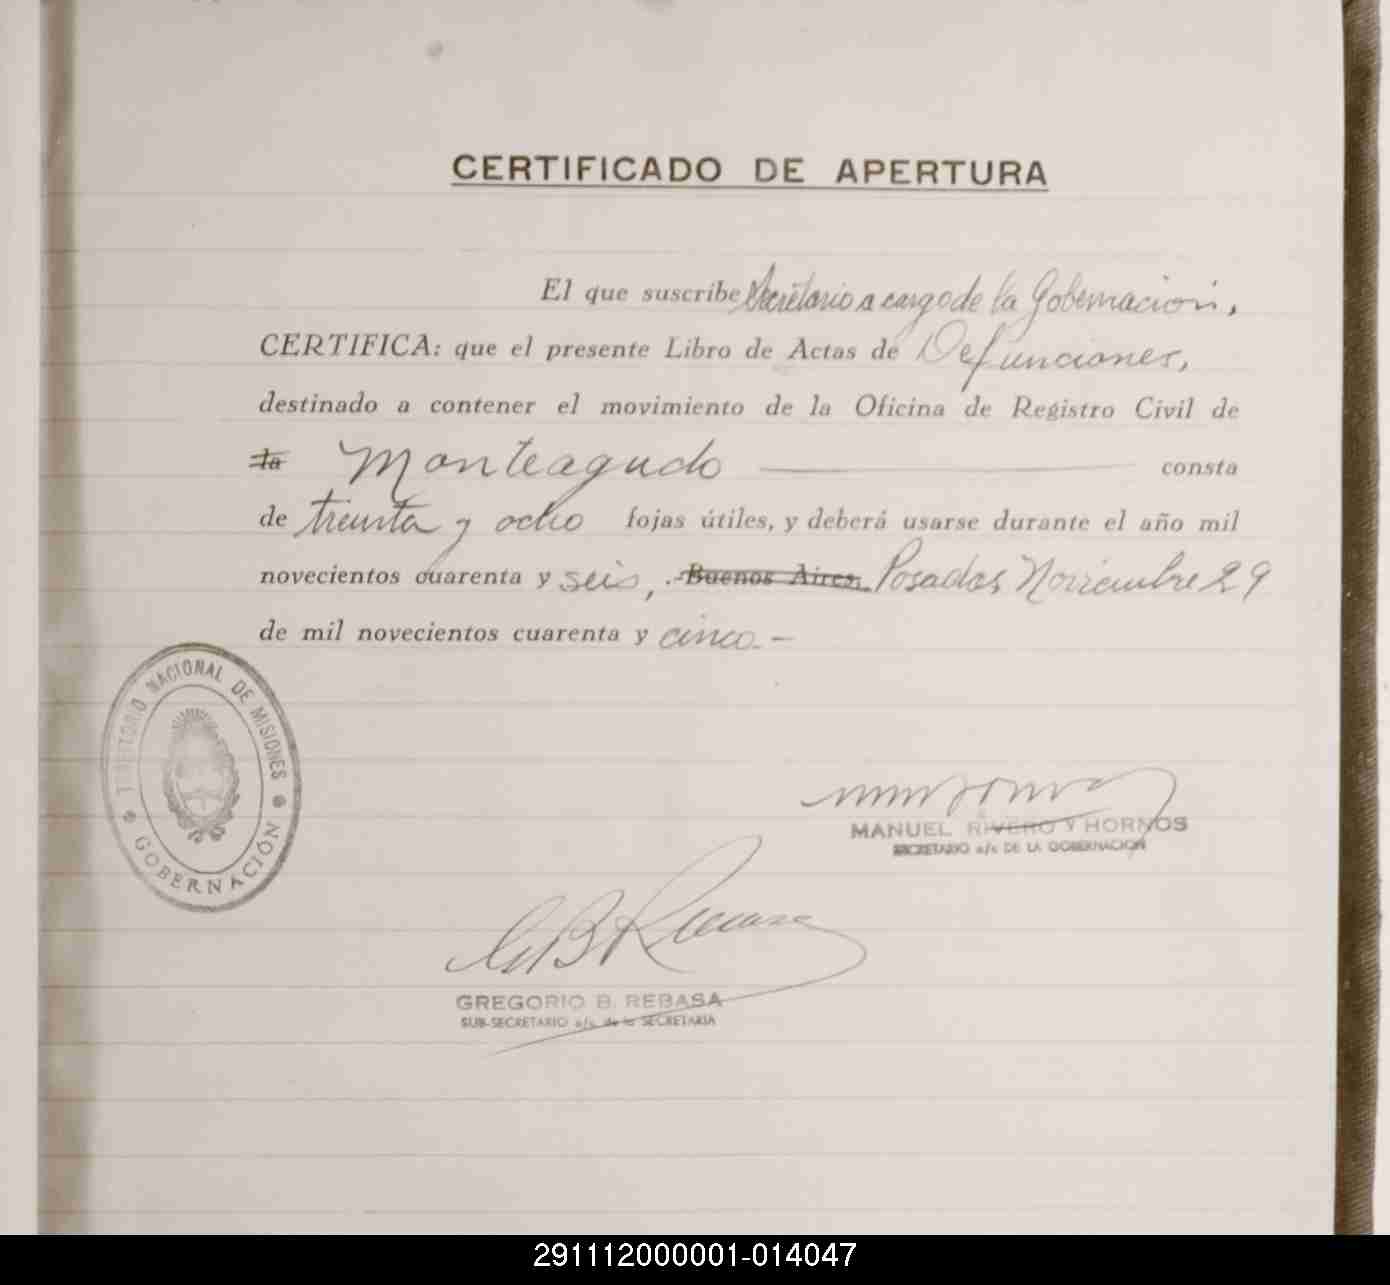 CERTIFICADO DE APERTURA
El que suscribe Secretario a cargo de la Gobernacion,
CERTIFICA: que el presente Libro de Actas de Defunciones,
destinado a contener el movimiento de la Oficina de Registro Civil de
la Monteagudo consta
de treinta y ocho fojas útiles, y deberá usarse durante el año mil
novecientos cuarenta y seis, Buenos Aires, Posadas, Noviembre 29
de mil novecientos cuarenta y cinco.-
TERRITORIO NACIONAL DE MISIONES
GOBERNACIÓN
MANUEL RIVERO Y HORNOS
SECRETARIO a/c DE LA GOBERNACION
GREGORIO B. REBASA
SUB-SECRETARIO a/c. de la SECRETARIA
291112000001-014047